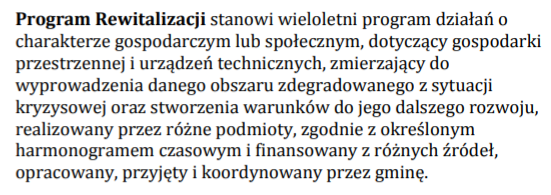 Program Rewitalizacji stanowi wieloletni program działań o
charakterze gospodarczym lub społecznym, dotyczący gospodarki
przestrzennej i urządzeń technicznych, zmierzający do
wyprowadzenia danego obszaru zdegradowanego z sytuacji
kryzysowej oraz stworzenia warunków do jego dalszego rozwoju,
realizowany przez różne podmioty, zgodnie z określonym
harmonogramem czasowym i finansowany z różnych źródeł,
opracowany, przyjęty i koordynowany przez gminę.